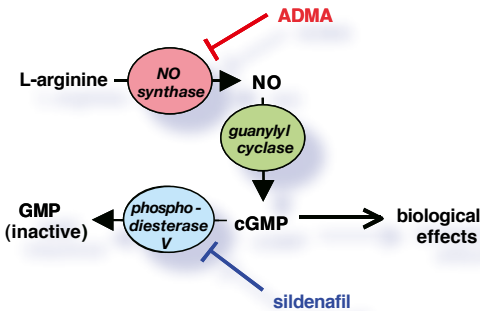 ADMA
L-arginine
NO
synthase
NO
guanylyl
cyclase
GMP
(inactive)
phospho-
diesterase
V
cGMP
biological
effects
sildenafil